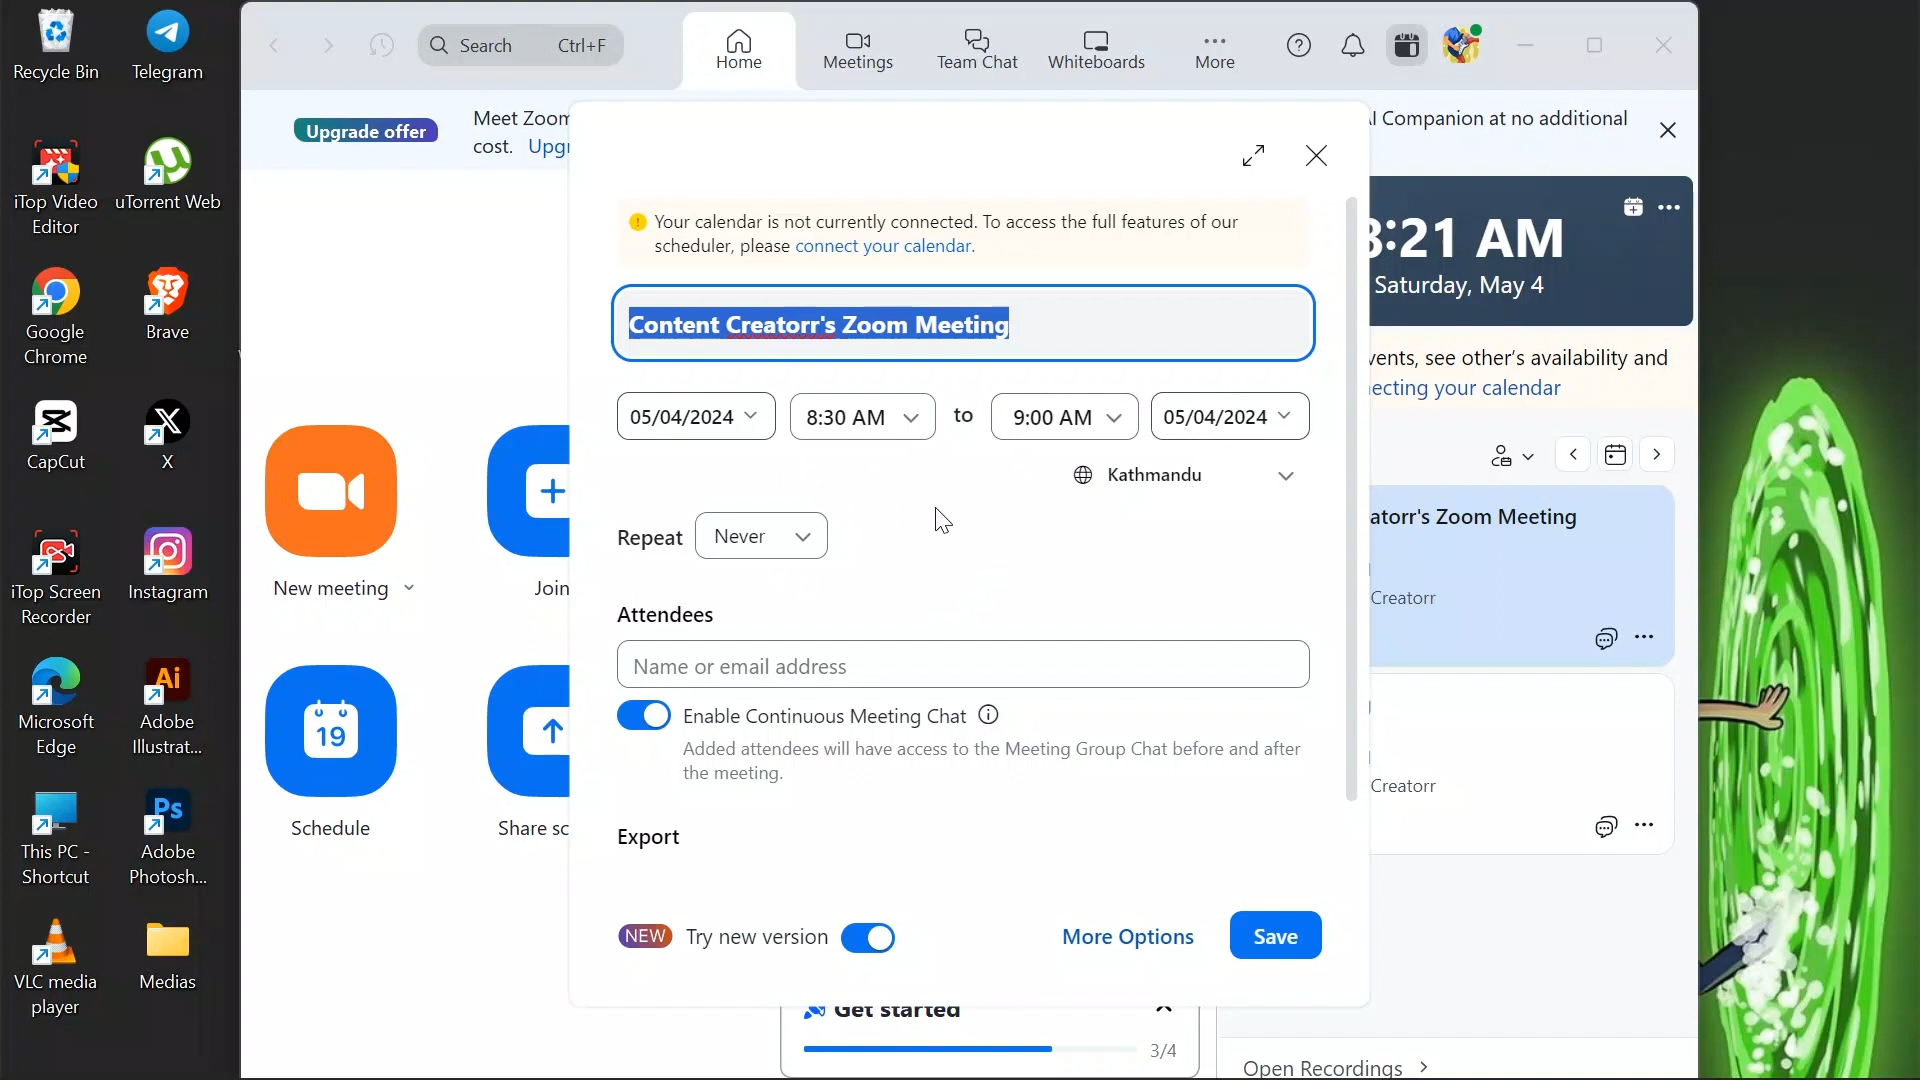 Recycle Bin
Telegram
iTop Video
Editor
uTorrent Web
Google
Chrome
Brave
CapCut
X
iTop Screen
Recorder
Instagram
Microsoft
Edge
Ai
Adobe
Illustrat...
This PC -
Shortcut
Ps
Adobe
Photosh...
VLC media
player
Medias
Search Ctrl+F
Home
Meetings
Team Chat
Whiteboards
More
Upgrade offer
Meet Zoom
AI Companion at no additional
cost. Upgr
Your calendar is not currently connected. To access the full features of our
scheduler, please connect your calendar.
Content Creatorr's Zoom Meeting
05/04/2024 8:30 AM to 9:00 AM 05/04/2024
Kathmandu
Repeat Never
Attendees
Name or email address
Enable Continuous Meeting Chat
Added attendees will have access to the Meeting Group Chat before and after
the meeting.
Export
NEW Try new version
More Options
Save
New meeting
Join
19
Schedule
Share sc
8:21 AM
Saturday, May 4
vents, see other's availability and
ecting your calendar
atorr's Zoom Meeting
Creatorr
Creatorr
Get started
3/4
Open Recordings